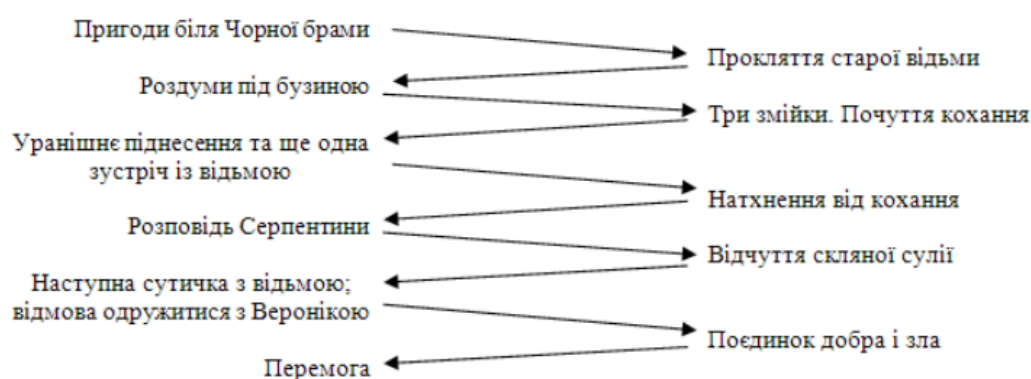 Пригоди біля Чорної брами
Прокляття старої відьми
Роздуми під бузиною
Три змійки. Почуття кохання
Уранішнє піднесення та ще одна
зустріч із відьмою
Натхнення від кохання
Розповідь Серпентини
Відчуття скляної сулії
Наступна сутичка з відьмою;
відмова одружитися з Веронікою
Поєдинок добра і зла
Перемога